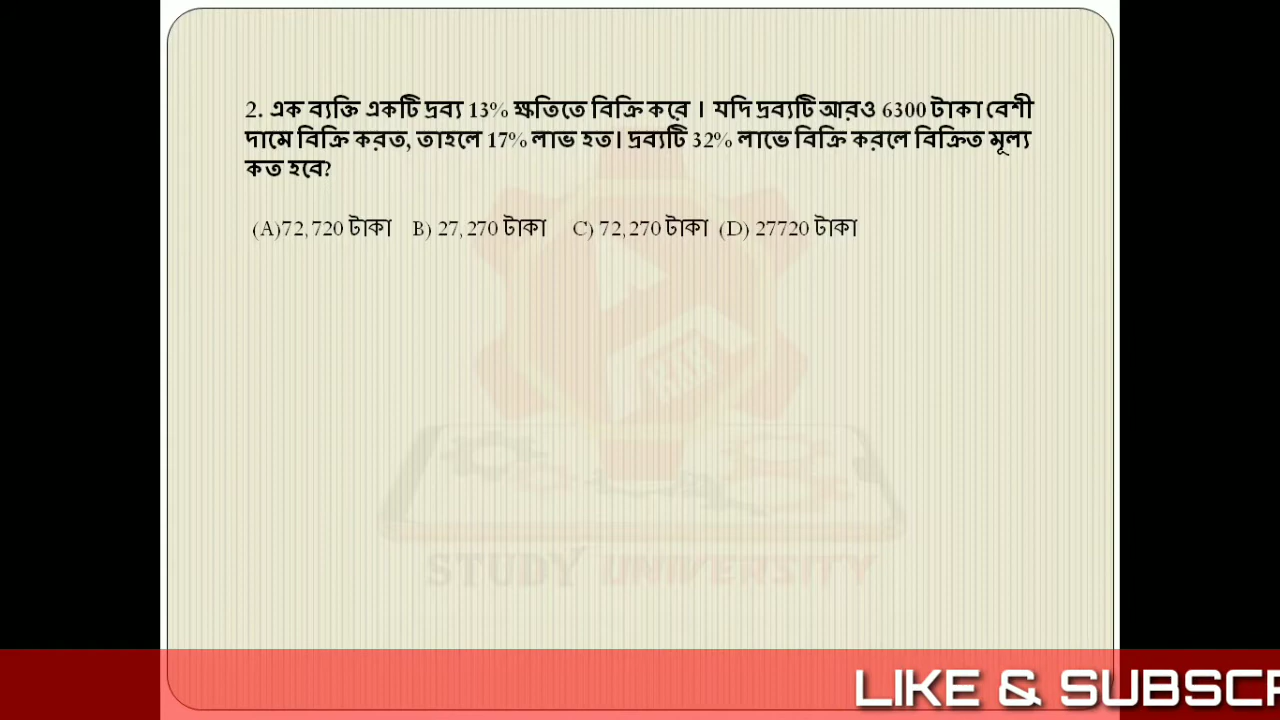 2. এক ব্যক্তি একটি দ্রব্য 13% ক্ষতিতে বিক্রি করে । যদি দ্রব্যটি আরও 6300 টাকা বেশী
দামে বিক্রি করত, তাহলে 17% লাভ হত। দ্রব্যটি 32% লাভে বিক্রি করলে বিক্রিত মূল্য
কত হবে?
(A)72,720 টাকা B) 27,270 টাকা C) 72,270 টাকা (D) 27720 টাকা
STUDY UNIVERSITY
LIKE & SUBSCR